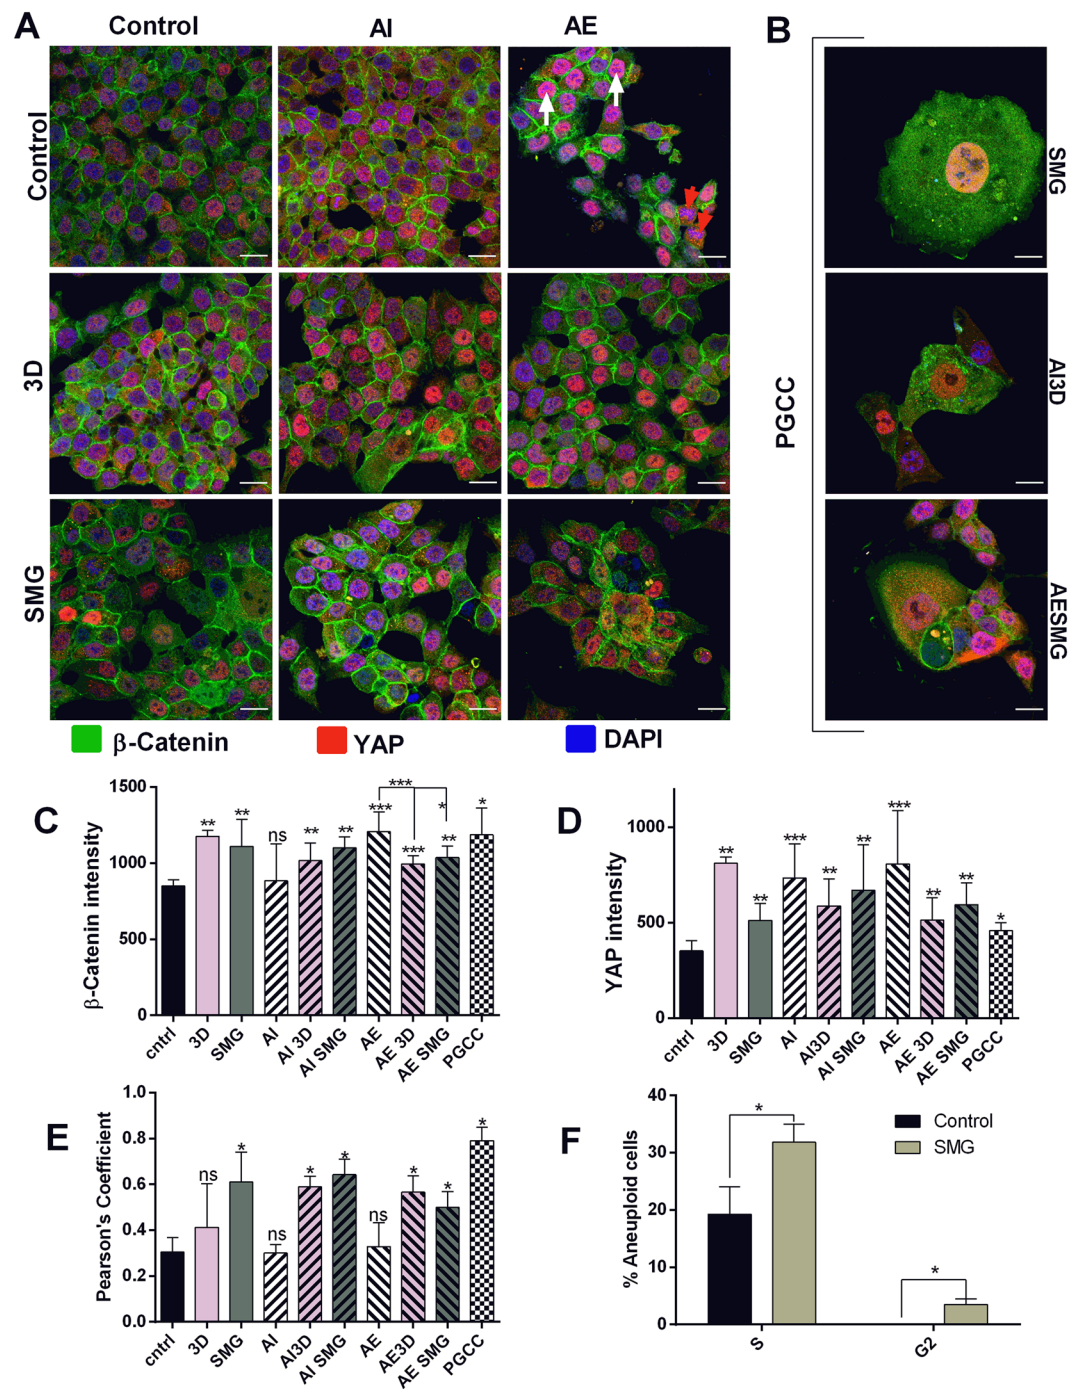 A
Control
AI
AE
B
Control
3D
SMG
PGCC
SMG
AI3D
AESMG
β-Catenin
YAP
DAPI
C
β-Catenin intensity
1500
1000
500
0
**
**
ns
**
**
***
***
***
*
**
*
cntrl
3D
SMG
AI
AI 3D
AI SMG
AE
AE 3D
AE SMG
PGCC
D
YAP intensity
1000
500
0
**
**
***
**
**
***
**
**
*
cntrl
3D
SMG
AI
AI3D
AI SMG
AE
AE 3D
AE SMG
PGCC
E
Pearson's Coefficient
1.0
0.8
0.6
0.4
0.2
0.0
ns
*
ns
*
*
ns
*
*
*
cntrl
3D
SMG
AI
AI3D
AI SMG
AE
AE3D
AE SMG
PGCC
F
% Aneuploid cells
40
30
20
10
0
*
*
Control
SMG
S
G2